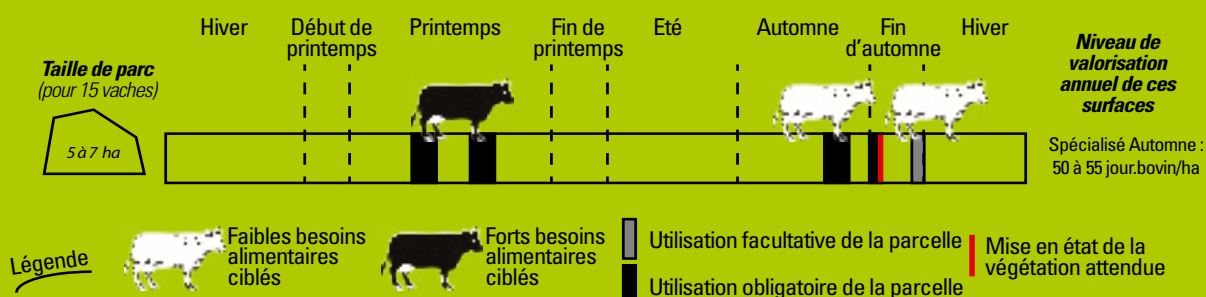 Hiver
Début de
printemps
Printemps
Fin de
printemps
Eté
Automne
Fin
d'automne
Hiver
Taille de parc
(pour 15 vaches)
5 à 7 ha
Niveau de
valorisation
annuel de ces
surfaces
Spécialisé Automne :
50 à 55 jour.bovin/ha
Légende
Faibles besoins
alimentaires
ciblés
Forts besoins
alimentaires
ciblés
Utilisation facultative de la parcelle
Utilisation obligatoire de la parcelle
Mise en état de la
végétation attendue